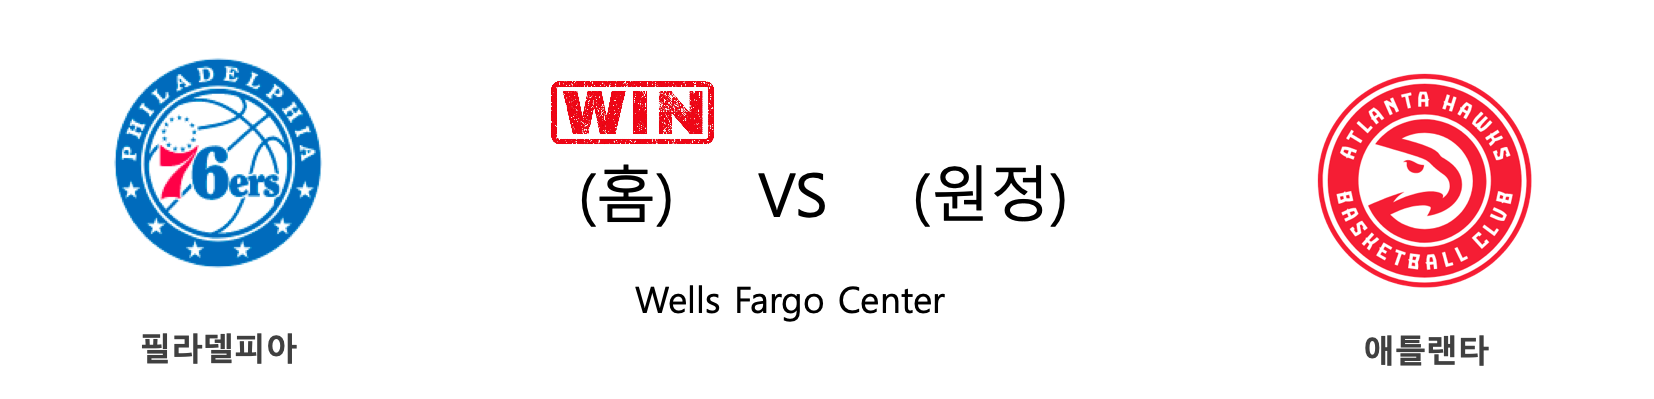 PHILADELPHIA
76ers
필라델피아
WIN
(홈) VS (원정)
Wells Fargo Center
ATLANTA HAWKS
BASKETBALL CLUB
애틀랜타